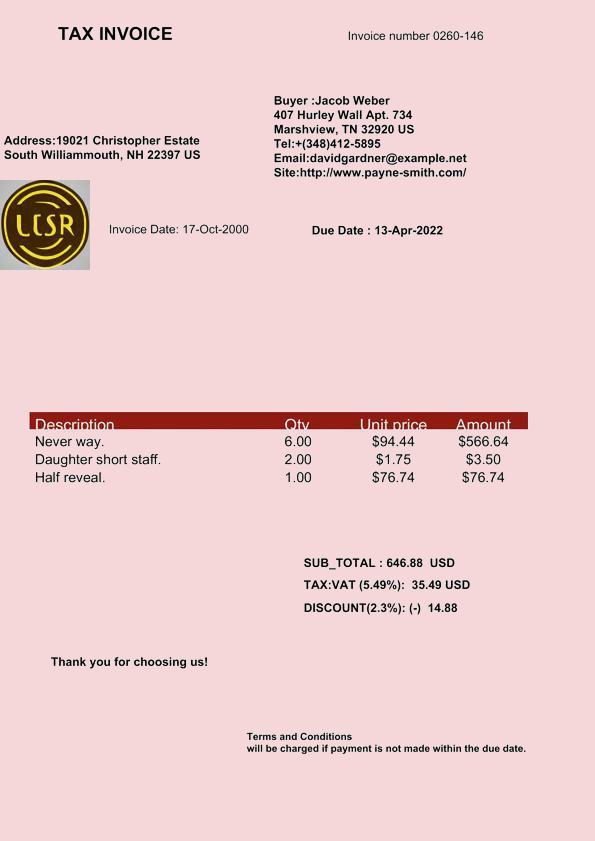 TAX INVOICE
Invoice number 0260-146
Buyer :Jacob Weber
407 Hurley Wall Apt. 734
Marshview, TN 32920 US
Tel:+(348)412-5895
Email:davidgardner@example.net
Site:http://www.payne-smith.com/
Address:19021 Christopher Estate
South Williammouth, NH 22397 US
LCSR
Invoice Date: 17-Oct-2000
Due Date : 13-Apr-2022
Description Qty Unit price Amount
Never way. 6.00 $94.44 $566.64
Daughter short staff. 2.00 $1.75 $3.50
Half reveal. 1.00 $76.74 $76.74
SUB_TOTAL : 646.88 USD
TAX:VAT (5.49%): 35.49 USD
DISCOUNT(2.3%): (-) 14.88
Thank you for choosing us!
Terms and Conditions
will be charged if payment is not made within the due date.